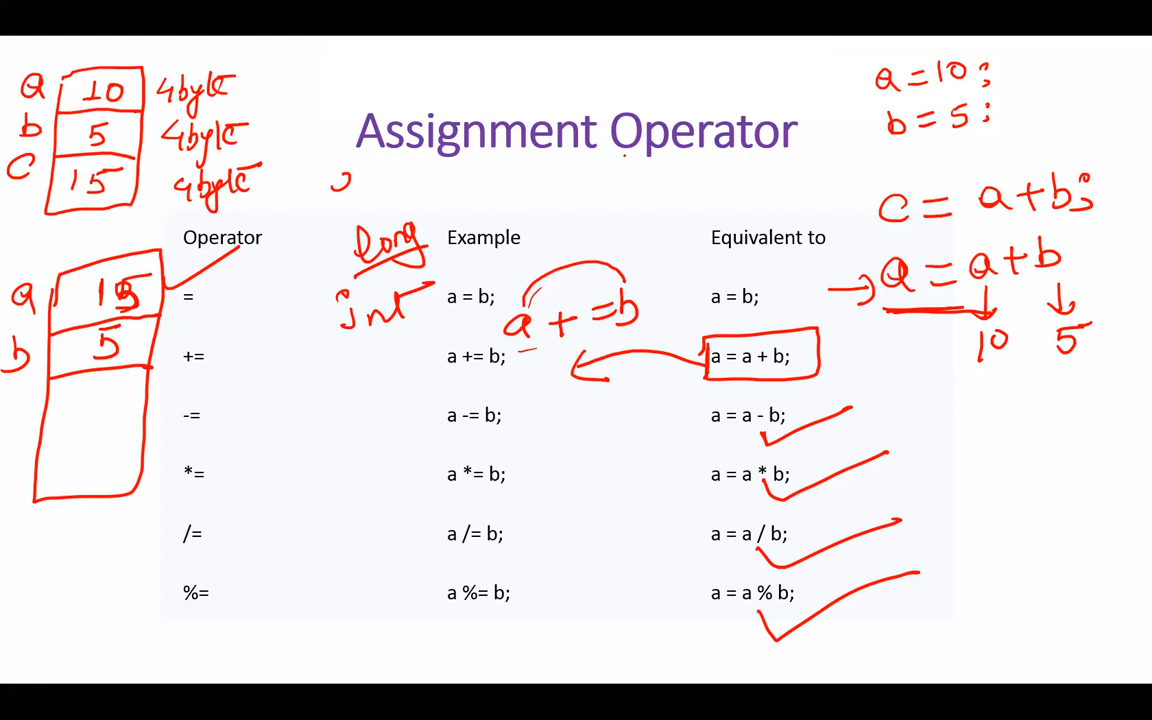 a 10 4byte
b 5 4byte
c 15 4byte
a = 10;
b = 5;
Assignment Operator
c = a+b;
a = a+b
10 5
a 15
b 5
long
int
a += b
Operator Example Equivalent to
= a = b; a = b;
+= a += b; a = a + b;
-= a -= b; a = a - b;
*= a *= b; a = a * b;
/= a /= b; a = a / b;
%= a %= b; a = a % b;